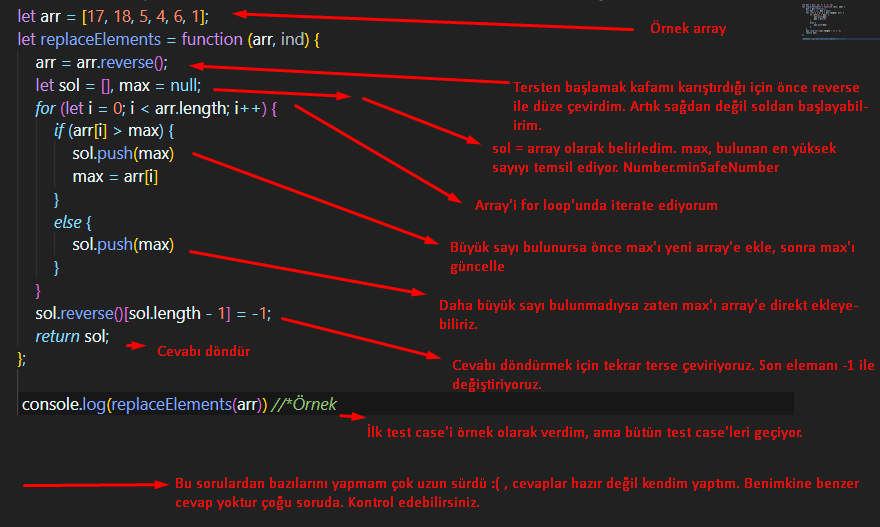 let arr = [17, 18, 5, 4, 6, 1];
Örnek array
let replaceElements = function (arr, ind) {
arr = arr.reverse();
let sol = [], max = null;
Tersten başlamak kafamı karıştırdığı için önce reverse
ile düze çevirdim. Artık sağdan değil soldan başlayabil-
irim.
for (let i = 0; i < arr.length; i++) {
if (arr[i] > max) {
sol = array olarak belirledim. max, bulunan en yüksek
sayıyı temsil ediyor. Number.minSafeNumber
sol.push(max)
max = arr[i]
}
Array'i for loop'unda iterate ediyorum
else {
sol.push(max)
Büyük sayı bulunursa önce max'ı yeni array'e ekle, sonra max'ı
güncelle
}
}
Daha büyük sayı bulunmadıysa zaten max'ı array'e direkt ekleye-
biliriz.
sol.reverse()[sol.length - 1] = -1;
return sol;
Cevabı döndür
};
Cevabı döndürmek için tekrar terse çeviriyoruz. Son elemanı -1 ile
değiştiriyoruz.
console.log(replaceElements(arr)) //*Örnek
İlk test case'i örnek olarak verdim, ama bütün test case'leri geçiyor.
Bu sorulardan bazılarını yapmam çok uzun sürdü :( , cevaplar hazır değil kendim yaptım. Benimkine benzer
cevap yoktur çoğu soruda. Kontrol edebilirsiniz.